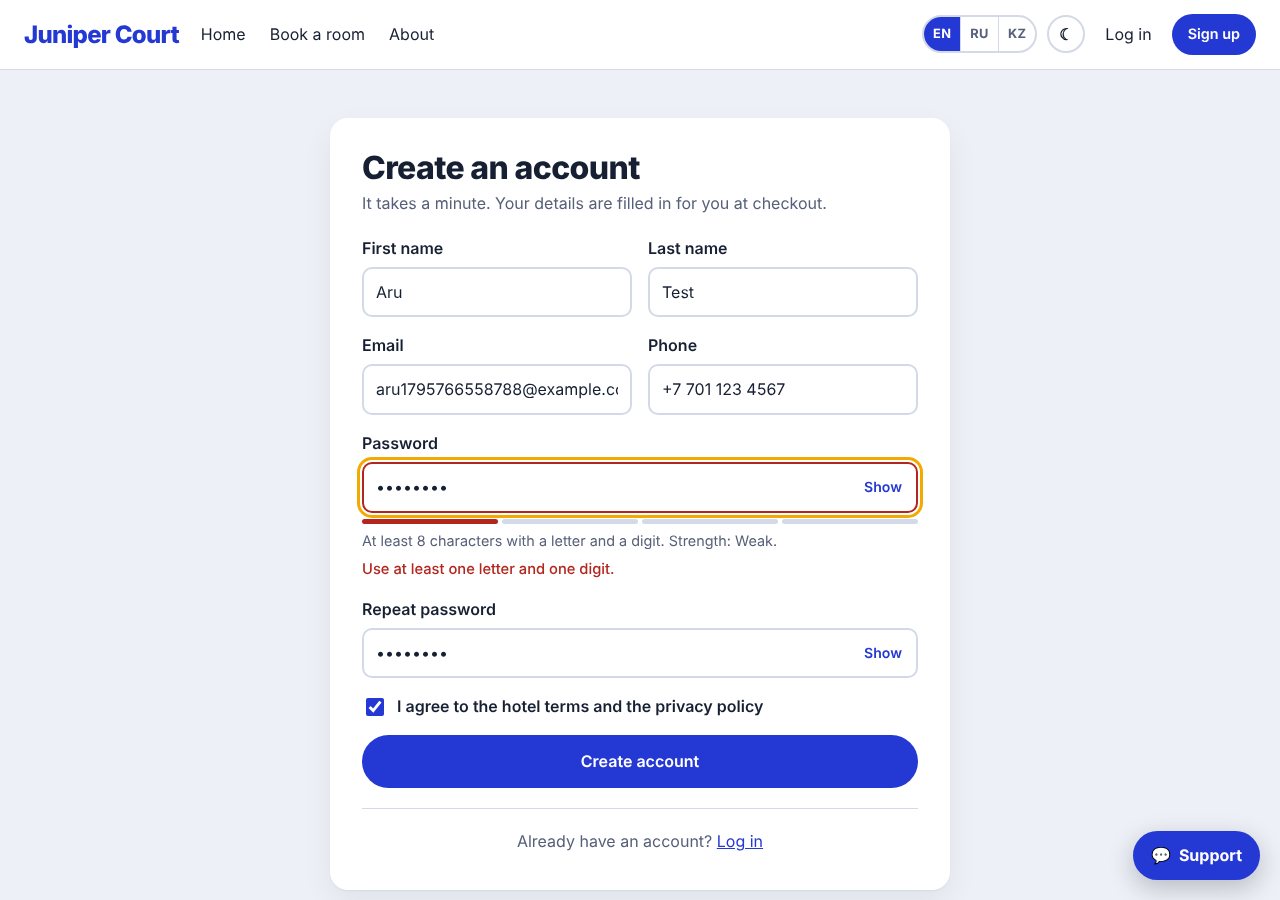 Juniper Court Home Book a room About EN RU KZ Log in Sign up
Create an account
It takes a minute. Your details are filled in for you at checkout.
First name Last name
Aru Test
Email Phone
aru1795766558788@example.co +7 701 123 4567
Password
•••••••• Show
At least 8 characters with a letter and a digit. Strength: Weak.
Use at least one letter and one digit.
Repeat password
•••••••• Show
I agree to the hotel terms and the privacy policy
Create account
Already have an account? Log in
Support